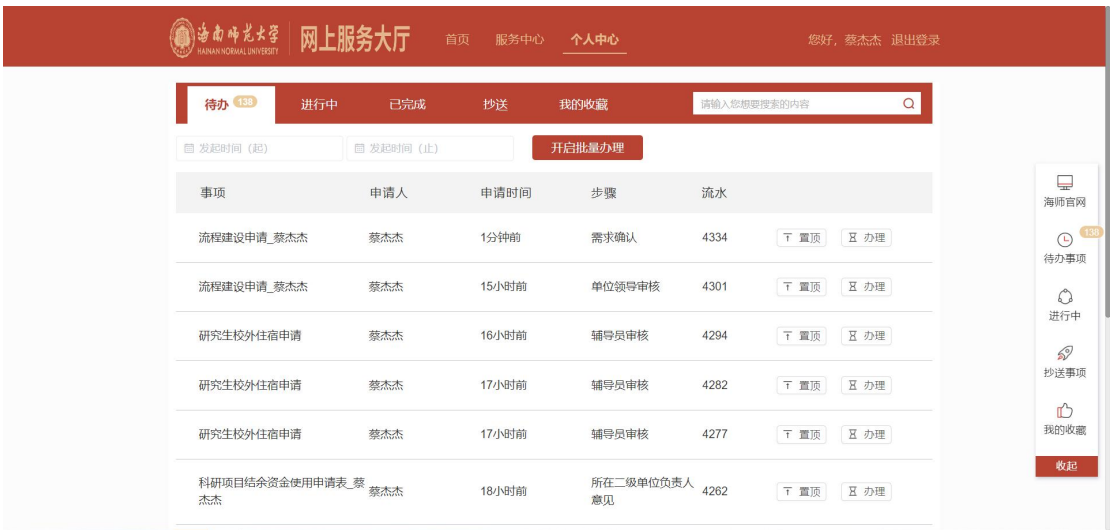 海南师范大学
HAINAN NORMAL UNIVERSITY
网上服务大厅
首页 服务中心 个人中心
您好，蔡杰杰 退出登录
待办 138 进行中 已完成 抄送 我的收藏 请输入您想要搜索的内容
发起时间（起） 发起时间（止） 开启批量办理
事项 申请人 申请时间 步骤 流水
流程建设申请_蔡杰杰 蔡杰杰 1分钟前 需求确认 4334 置顶 办理
流程建设申请_蔡杰杰 蔡杰杰 15小时前 单位领导审核 4301 置顶 办理
研究生校外住宿申请 蔡杰杰 16小时前 辅导员审核 4294 置顶 办理
研究生校外住宿申请 蔡杰杰 17小时前 辅导员审核 4282 置顶 办理
研究生校外住宿申请 蔡杰杰 17小时前 辅导员审核 4277 置顶 办理
科研项目结余资金使用申请表_蔡
杰杰
蔡杰杰 18小时前
所在二级单位负责人
意见
4262 置顶 办理
海师官网
138
待办事项
进行中
抄送事项
我的收藏
收起